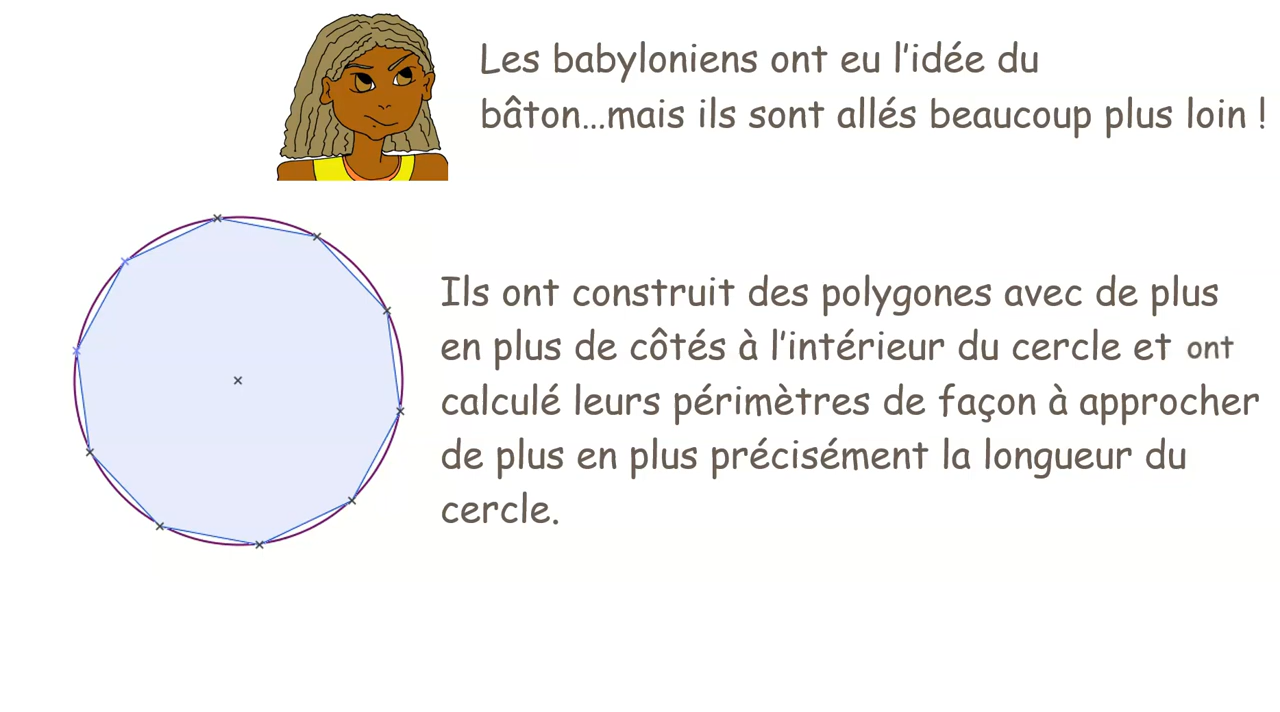 Les babyloniens ont eu l'idée du
bâton...mais ils sont allés beaucoup plus loin !
Ils ont construit des polygones avec de plus
en plus de côtés à l'intérieur du cercle et ont
calculé leurs périmètres de façon à approcher
de plus en plus précisément la longueur du
cercle.